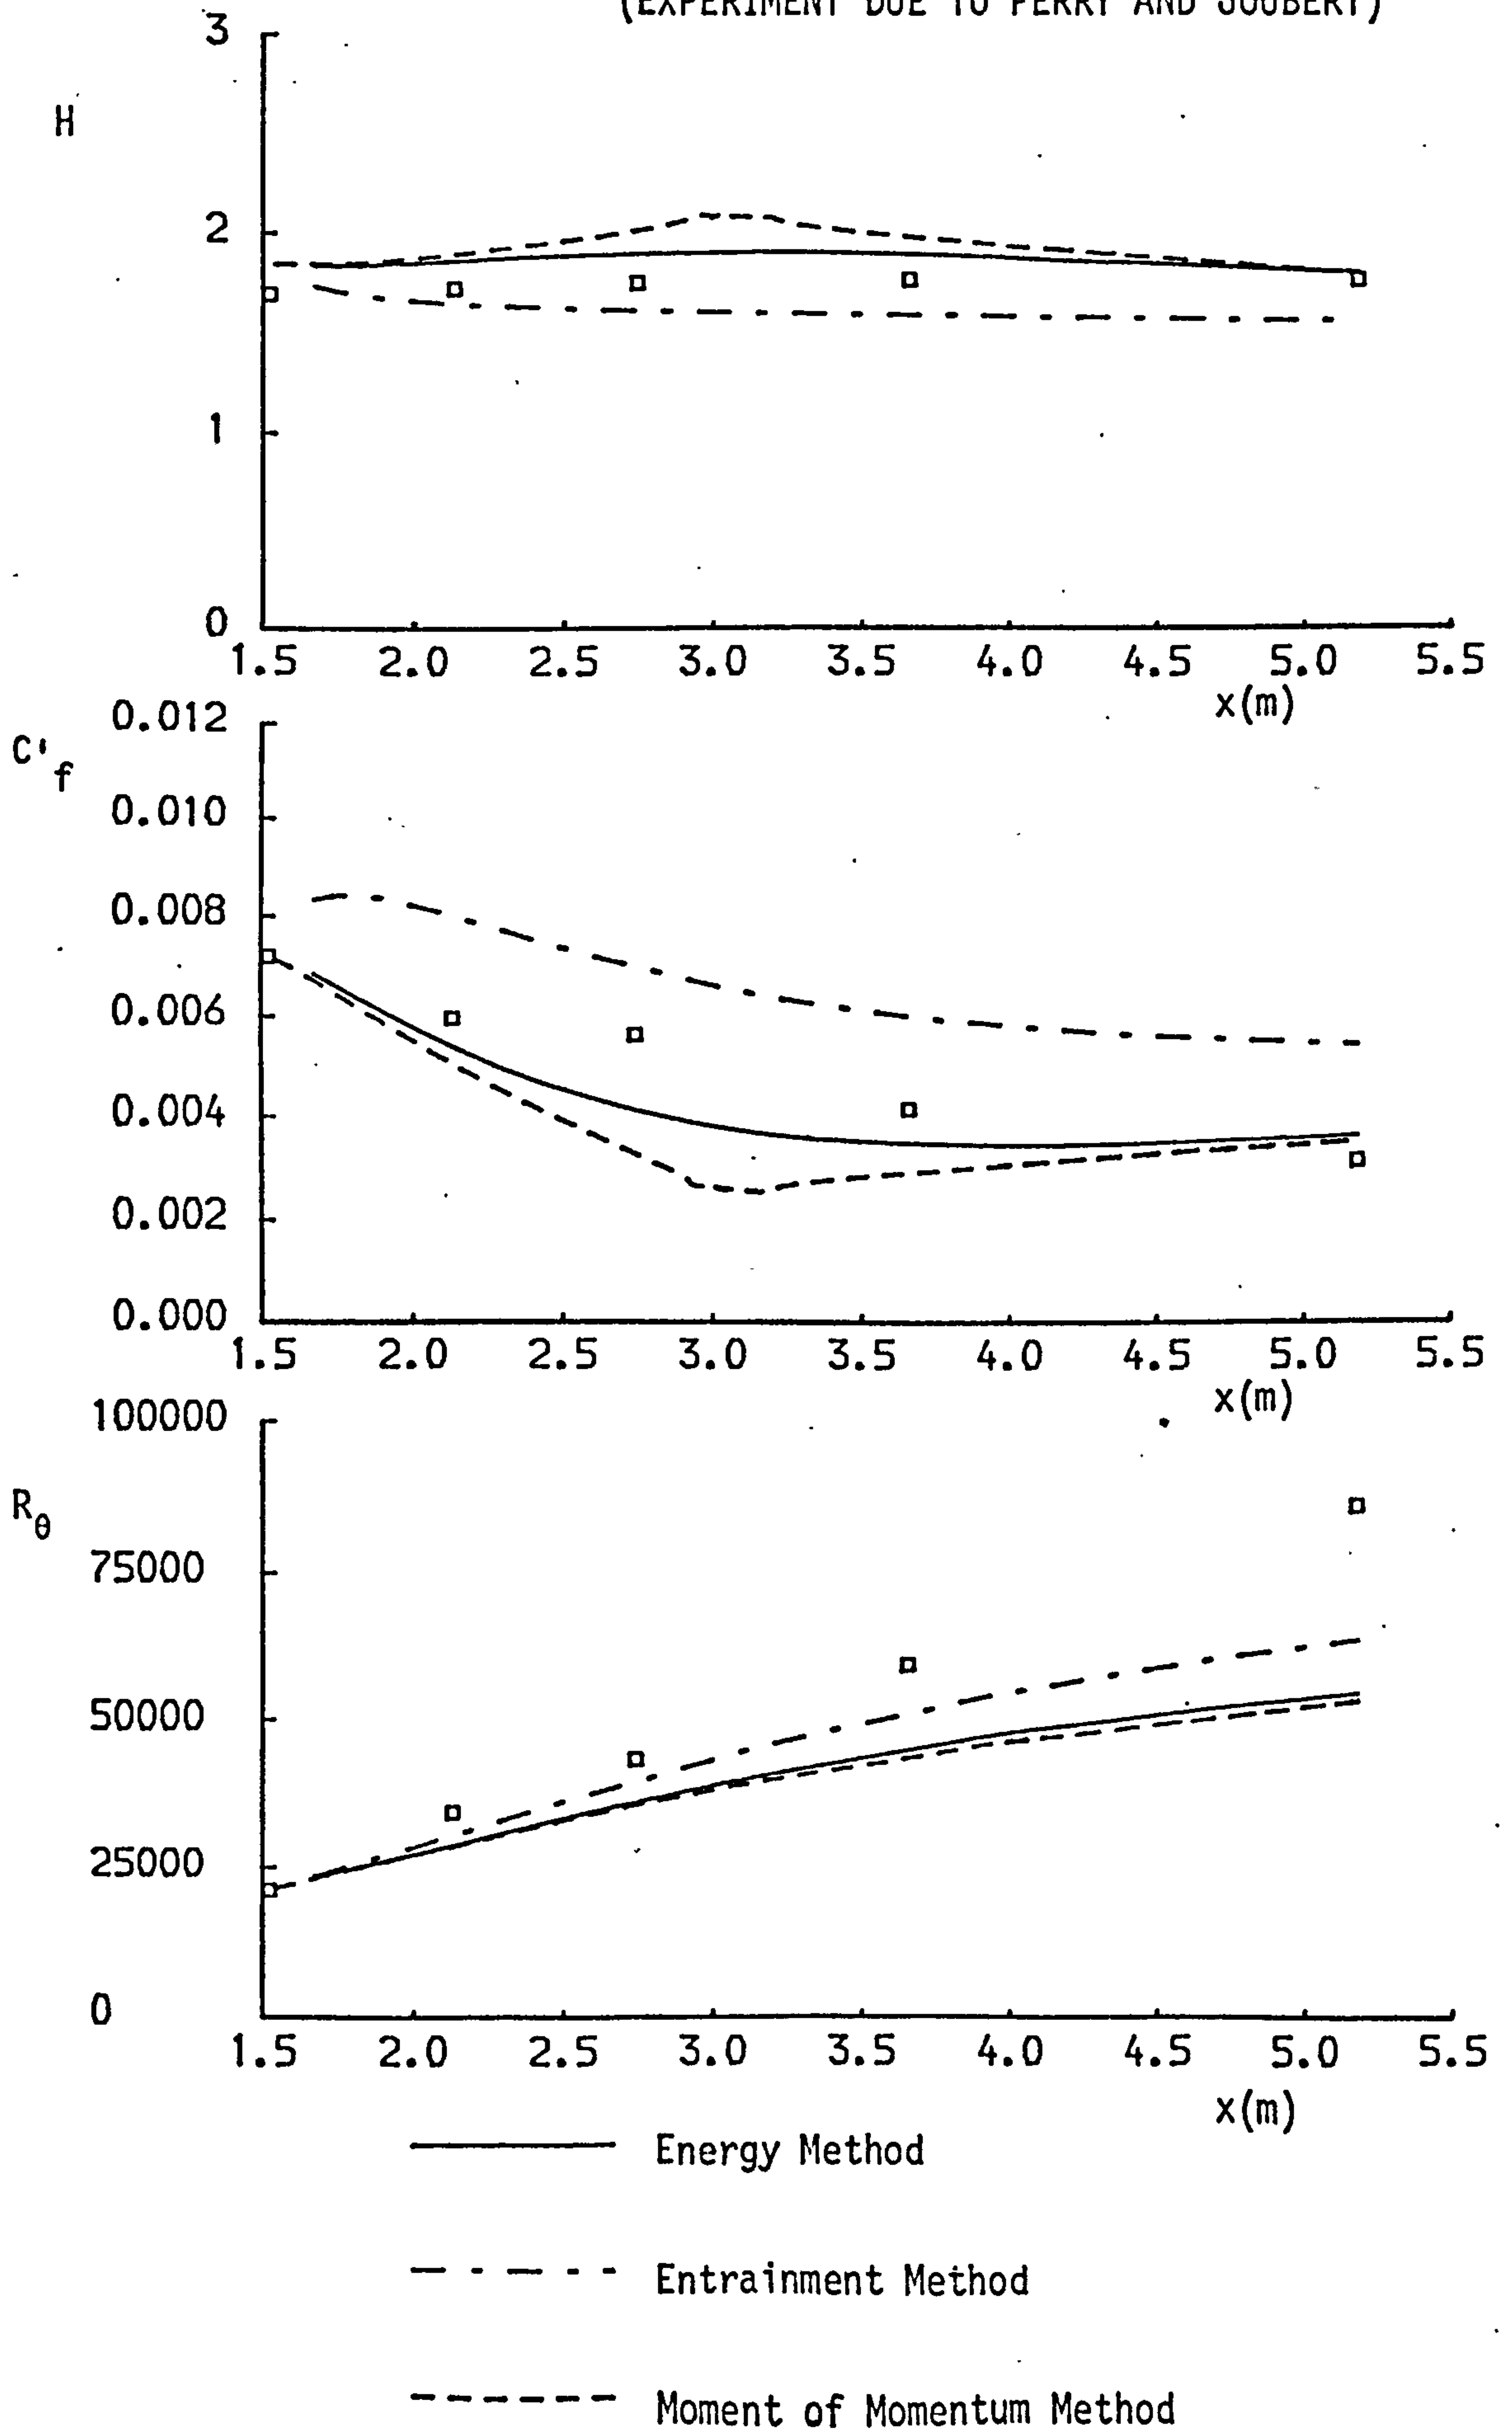 (EXPERIMENT DUE TO PERRY AND JOUBERT)
3
H
2
1
0
1.5 2.0 2.5 3.0 3.5 4.0 4.5 5.0 5.5
x(m)
0.012
C'f
0.010
0.008
0.006
0.004
0.002
0.000
1.5 2.0 2.5 3.0 3.5 4.0 4.5 5.0 5.5
x(m)
100000
Rθ
75000
50000
25000
0
1.5 2.0 2.5 3.0 3.5 4.0 4.5 5.0 5.5
x(m)
Energy Method
Entrainment Method
Moment of Momentum Method